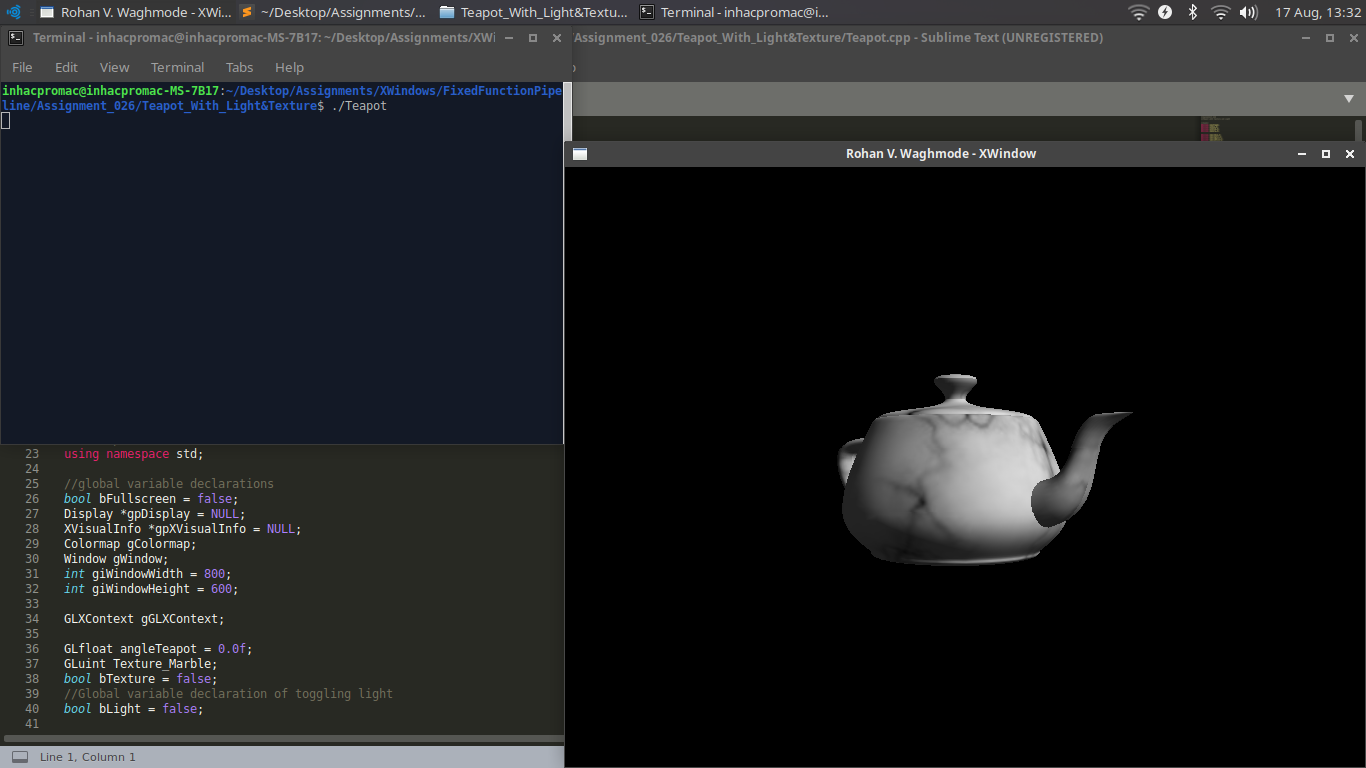 Rohan V. Waghmode - XWi...
~/Desktop/Assignments/...
Teapot_With_Light&Textu...
Terminal - inhacpromac@i...
17 Aug, 13:32
Terminal - inhacpromac@inhacpromac-MS-7B17: ~/Desktop/Assignments/XWi
Assignment_026/Teapot_With_Light&Texture/Teapot.cpp - Sublime Text (UNREGISTERED)
File Edit View Terminal Tabs Help
inhacpromac@inhacpromac-MS-7B17:~/Desktop/Assignments/XWindows/FixedFunctionPipe
line/Assignment_026/Teapot_With_Light&Texture$ ./Teapot
Rohan V. Waghmode - XWindow
23 using namespace std;
24
25 //global variable declarations
26 bool bFullscreen = false;
27 Display *gpDisplay = NULL;
28 XVisualInfo *gpXVisualInfo = NULL;
29 Colormap gColormap;
30 Window gWindow;
31 int giWindowWidth = 800;
32 int giWindowHeight = 600;
33
34 GLXContext gGLXContext;
35
36 GLfloat angleTeapot = 0.0f;
37 GLuint Texture_Marble;
38 bool bTexture = false;
39 //Global variable declaration of toggling light
40 bool bLight = false;
41
Line 1, Column 1